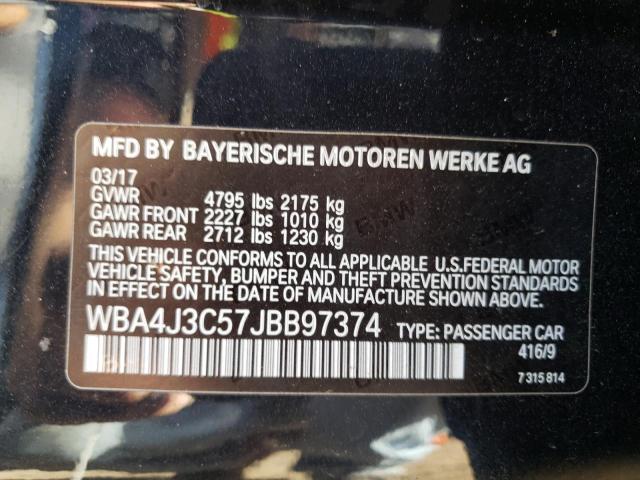 MFD BY BAYERISCHE MOTOREN WERKE AG
03/17
GVWR 4795 lbs 2175 kg
GAWR FRONT 2227 lbs 1010 kg
GAWR REAR 2712 lbs 1230 kg
THIS VEHICLE CONFORMS TO ALL APPLICABLE U.S.FEDERAL MOTOR
VEHICLE SAFETY, BUMPER AND THEFT PREVENTION STANDARDS
IN EFFECT ON THE DATE OF MANUFACTURE SHOWN ABOVE.
WBA4J3C57JBB97374 TYPE: PASSENGER CAR
416/9
7 315 814